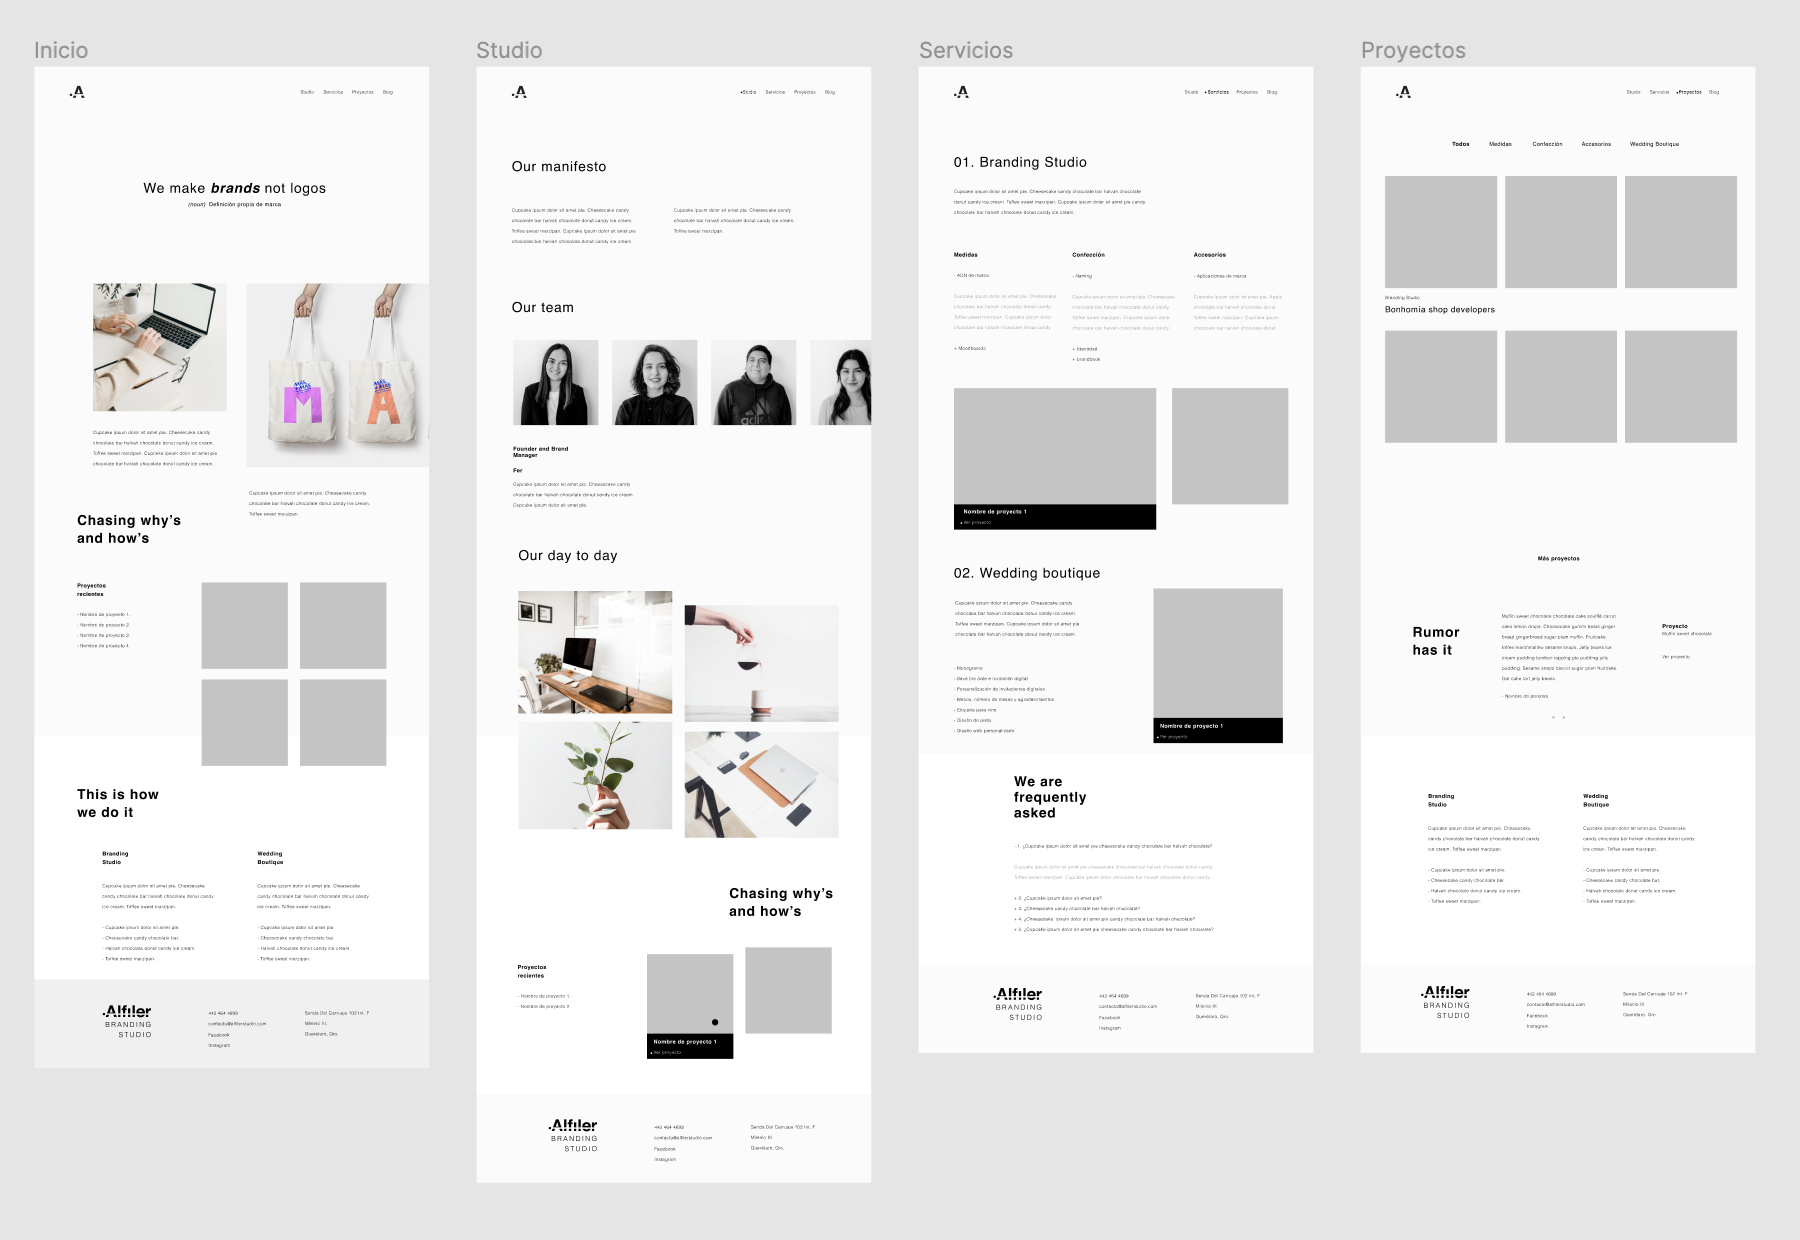 Inicio
.A
Studio Servicios Proyectos Blog
We make brands not logos
(noun) Definición propia de marca
MÁS
MÁS
M
A
Cupcake ipsum dolor sit amet pie. Cheesecake candy
chocolate bar halvah chocolate donut candy ice cream.
Toffee sweet marzipan. Cupcake ipsum dolor sit amet pie
chocolate bar halvah chocolate donut candy ice cream.
Cupcake ipsum dolor sit amet pie. Cheesecake candy
chocolate bar halvah chocolate donut candy ice cream.
Toffee sweet marzipan.
Chasing why's
and how's
Proyectos
recientes
- Nombre de proyecto 1.
- Nombre de proyecto 2.
- Nombre de proyecto 3.
- Nombre de proyecto 4.
This is how
we do it
Branding
Studio
Cupcake ipsum dolor sit amet pie. Cheesecake
candy chocolate bar halvah chocolate donut candy
ice cream. Toffee sweet marzipan.
- Cupcake ipsum dolor sit amet pie.
- Cheesecake candy chocolate bar.
- Halvah chocolate donut candy ice cream.
- Toffee sweet marzipan.
Wedding
Boutique
Cupcake ipsum dolor sit amet pie. Cheesecake
candy chocolate bar halvah chocolate donut candy
ice cream. Toffee sweet marzipan.
- Cupcake ipsum dolor sit amet pie.
- Cheesecake candy chocolate bar.
- Halvah chocolate donut candy ice cream.
- Toffee sweet marzipan.
.Alfiler
BRANDING
STUDIO
442 464 4699
contacto@alfilerstudio.com
Facebook
Instagram
Senda Del Carruaje 102 Int. F
Milenio III.
Querétaro, Qro.
Studio
.A
•Studio Servicios Proyectos Blog
Our manifesto
Cupcake ipsum dolor sit amet pie. Cheesecake candy
chocolate bar halvah chocolate donut candy ice cream.
Toffee sweet marzipan. Cupcake ipsum dolor sit amet pie
chocolate bar halvah chocolate donut candy ice cream.
Cupcake ipsum dolor sit amet pie. Cheesecake candy
chocolate bar halvah chocolate donut candy ice cream.
Toffee sweet marzipan.
Our team
adidas
Founder and Brand
Manager
Fer
Cupcake ipsum dolor sit amet pie. Cheesecake candy
chocolate bar halvah chocolate donut candy ice cream.
Cupcake ipsum dolor sit amet pie.
Our day to day
Chasing why's
and how's
Proyectos
recientes
- Nombre de proyecto 1.
- Nombre de proyecto 2.
Nombre de proyecto 1
• Ver proyecto
.Alfiler
BRANDING
STUDIO
442 464 4699
contacto@alfilerstudio.com
Facebook
Instagram
Senda Del Carruaje 102 Int. F
Milenio III.
Querétaro, Qro.
Servicios
.A
Studio •Servicios Proyectos Blog
01. Branding Studio
Cupcake ipsum dolor sit amet pie. Cheesecake candy chocolate bar halvah chocolate
donut candy ice cream. Toffee sweet marzipan. Cupcake ipsum dolor sit amet pie candy
chocolate bar halvah chocolate donut candy ice cream.
Medidas
- ADN de marca
Cupcake ipsum dolor sit amet pie. Cheesecake
chocolate bar halvah chocolate donut candy.
Toffee sweet marzipan. Cupcake ipsum dolor
chocolate bar halvah chocolate donut candy.
+ Moodboards
Confección
- Naming
Cupcake ipsum dolor sit amet pie. Cheesecake
chocolate bar halvah chocolate donut candy.
Toffee sweet marzipan. Cupcake ipsum dolor
chocolate bar halvah chocolate donut candy.
+ Identidad
+ Brandbook
Accesorios
- Aplicaciones de marca
Cupcake ipsum dolor sit amet pie. Apple
chocolate bar halvah chocolate donut.
Toffee sweet marzipan. Cupcake ipsum
chocolate bar halvah chocolate donut.
Nombre de proyecto 1
• Ver proyecto
02. Wedding boutique
Cupcake ipsum dolor sit amet pie. Cheesecake candy
chocolate bar halvah chocolate donut candy ice cream.
Toffee sweet marzipan. Cupcake ipsum dolor sit amet pie
chocolate bar halvah chocolate donut candy ice cream.
- Monograma
- Save the date e invitación digital
- Personalización de invitaciones digitales
- Mesas, número de mesas y agradecimientos
- Etiqueta para vino
- Diseño de pista
- Diseño web personalizado
Nombre de proyecto 1
• Ver proyecto
We are
frequently
asked
- 1. ¿Cupcake ipsum dolor sit amet pie cheesecake candy chocolate bar halvah chocolate?
Cupcake ipsum dolor sit amet pie cheesecake candy chocolate bar halvah chocolate donut candy.
Toffee sweet marzipan. Cupcake ipsum dolor sit amet pie chocolate bar halvah chocolate donut candy.
+ 2. ¿Cupcake ipsum dolor sit amet pie?
+ 3. ¿Cheesecake candy chocolate bar halvah chocolate?
+ 4. ¿Cheesecake ipsum dolor sit amet pie candy chocolate bar halvah chocolate?
+ 5. ¿Cupcake ipsum dolor sit amet pie cheesecake candy chocolate bar halvah chocolate?
.Alfiler
BRANDING
STUDIO
442 464 4699
contacto@alfilerstudio.com
Facebook
Instagram
Senda Del Carruaje 102 Int. F
Milenio III.
Querétaro, Qro.
Proyectos
.A
Studio Servicios •Proyectos Blog
Todos Medidas Confección Accesorios Wedding Boutique
Branding Studio
Bonhomia shop developers
Más proyectos
Rumor
has it
Muffin sweet chocolate chocolate cake soufflé carrot
cake lemon drops. Cheesecake gummi bears ginger
bread gingerbread sugar plum muffin. Fruitcake
toffee marshmallow sesame snaps. Jelly beans ice
cream pudding bonbon topping pie pudding jelly
pudding. Sesame snaps biscuit sugar plum fruitcake.
Oat cake tart jelly beans.
- Nombre de persona
< >
Proyecto
Muffin sweet chocolate
Ver proyecto
Branding
Studio
Cupcake ipsum dolor sit amet pie. Cheesecake
candy chocolate bar halvah chocolate donut candy
ice cream. Toffee sweet marzipan.
- Cupcake ipsum dolor sit amet pie.
- Cheesecake candy chocolate bar.
- Halvah chocolate donut candy ice cream.
- Toffee sweet marzipan.
Wedding
Boutique
Cupcake ipsum dolor sit amet pie. Cheesecake
candy chocolate bar halvah chocolate donut candy
ice cream. Toffee sweet marzipan.
- Cupcake ipsum dolor sit amet pie.
- Cheesecake candy chocolate bar.
- Halvah chocolate donut candy ice cream.
- Toffee sweet marzipan.
.Alfiler
BRANDING
STUDIO
442 464 4699
contacto@alfilerstudio.com
Facebook
Instagram
Senda Del Carruaje 102 Int. F
Milenio III.
Querétaro, Qro.